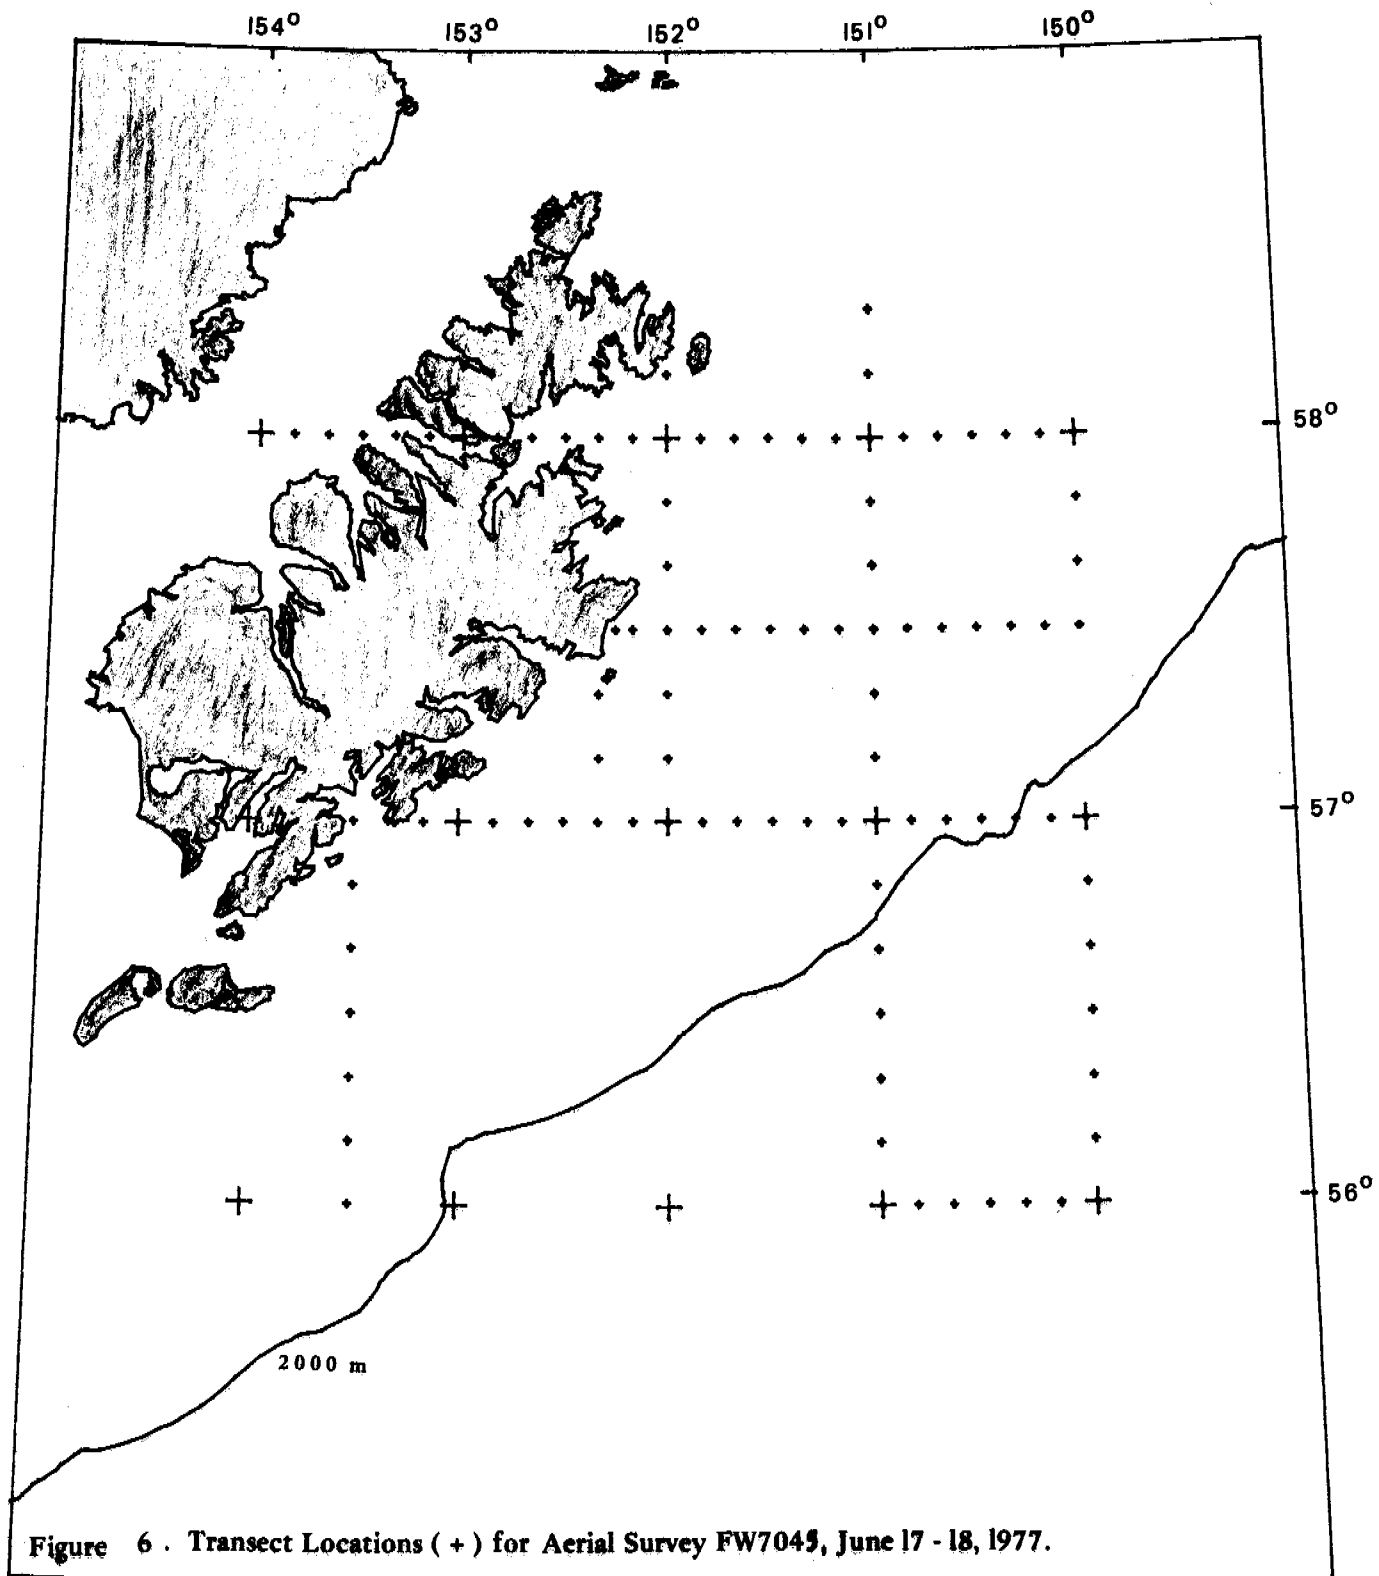 154° 153° 152° 151° 150°
58°
57°
56°
2000 m
Figure 6. Transect Locations (+) for Aerial Survey FW7045, June 17 - 18, 1977.